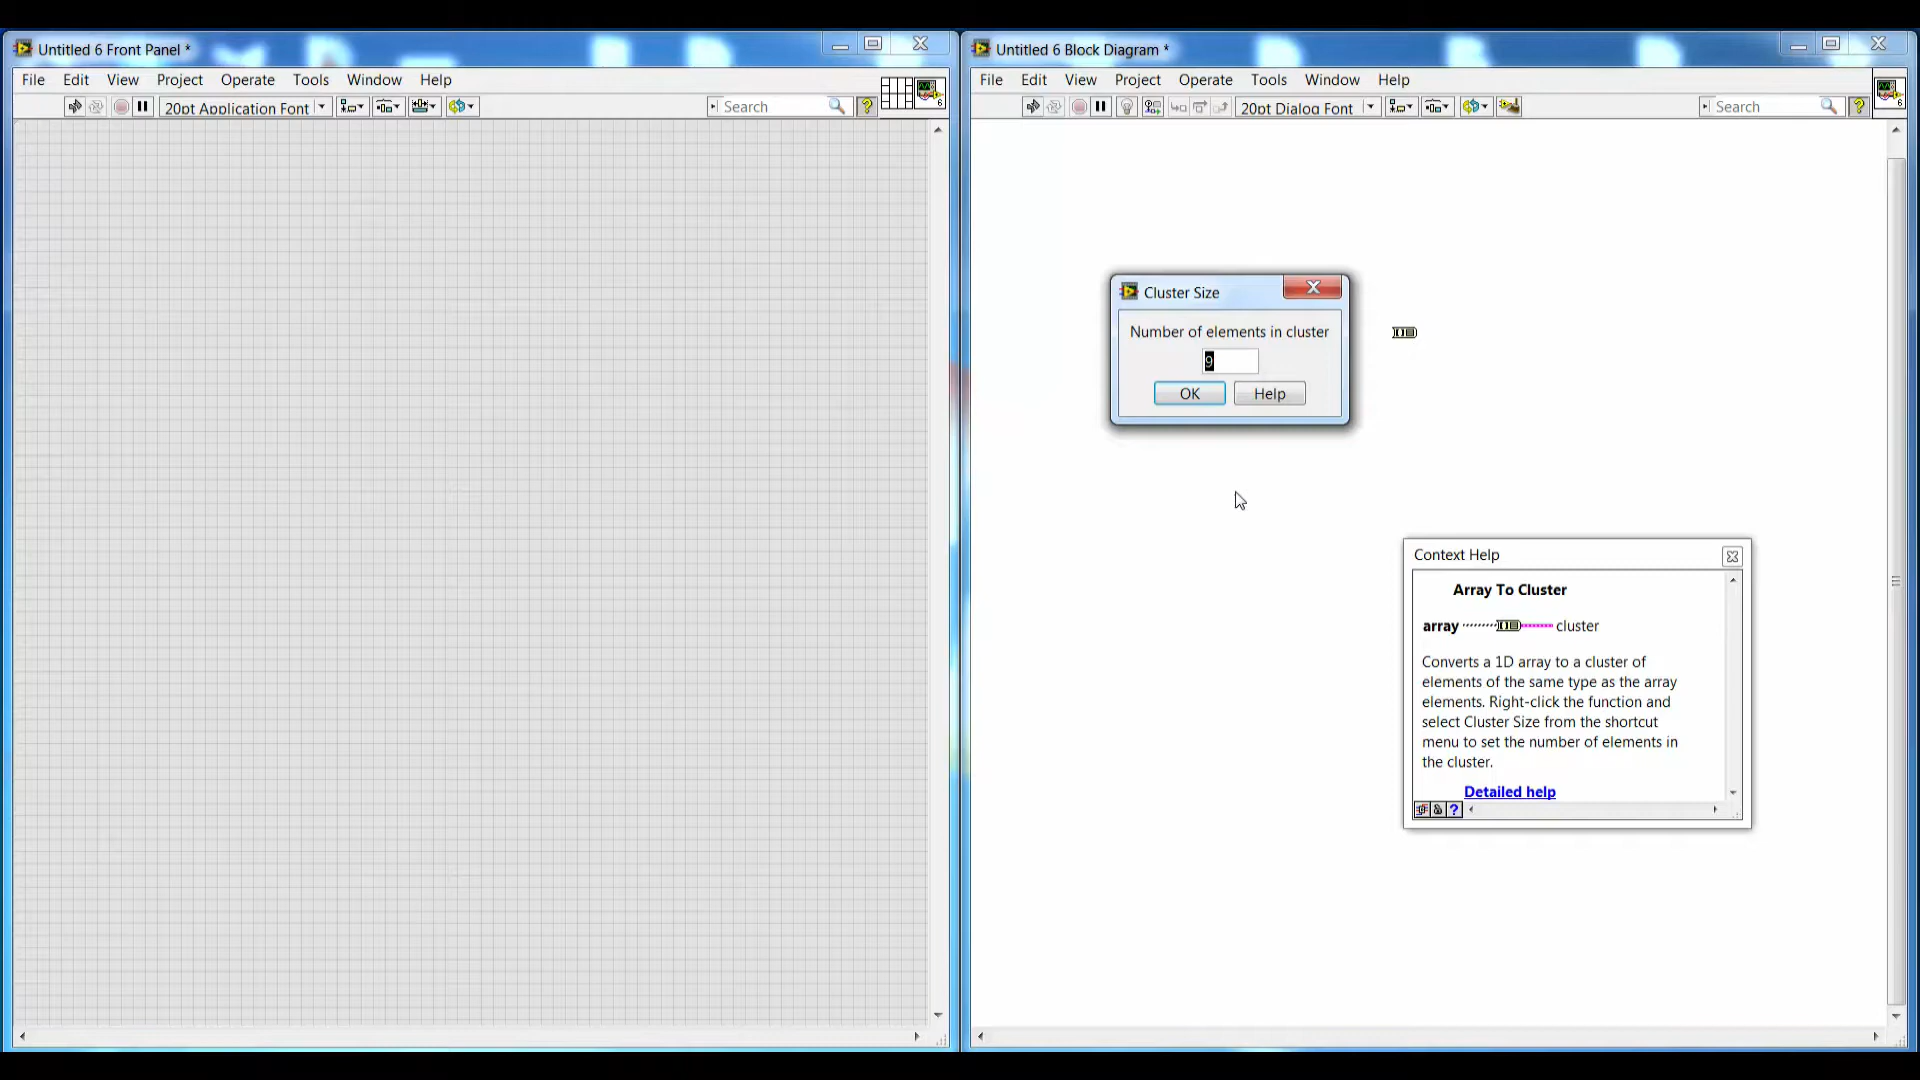 Untitled 6 Front Panel *
File Edit View Project Operate Tools Window Help
20pt Application Font
Search
?
6
Untitled 6 Block Diagram *
File Edit View Project Operate Tools Window Help
20pt Dialog Font
Search
?
6
Cluster Size
Number of elements in cluster
9
OK Help
Context Help
Array To Cluster
array cluster
Converts a 1D array to a cluster of
elements of the same type as the array
elements. Right-click the function and
select Cluster Size from the shortcut
menu to set the number of elements in
the cluster.
Detailed help
?